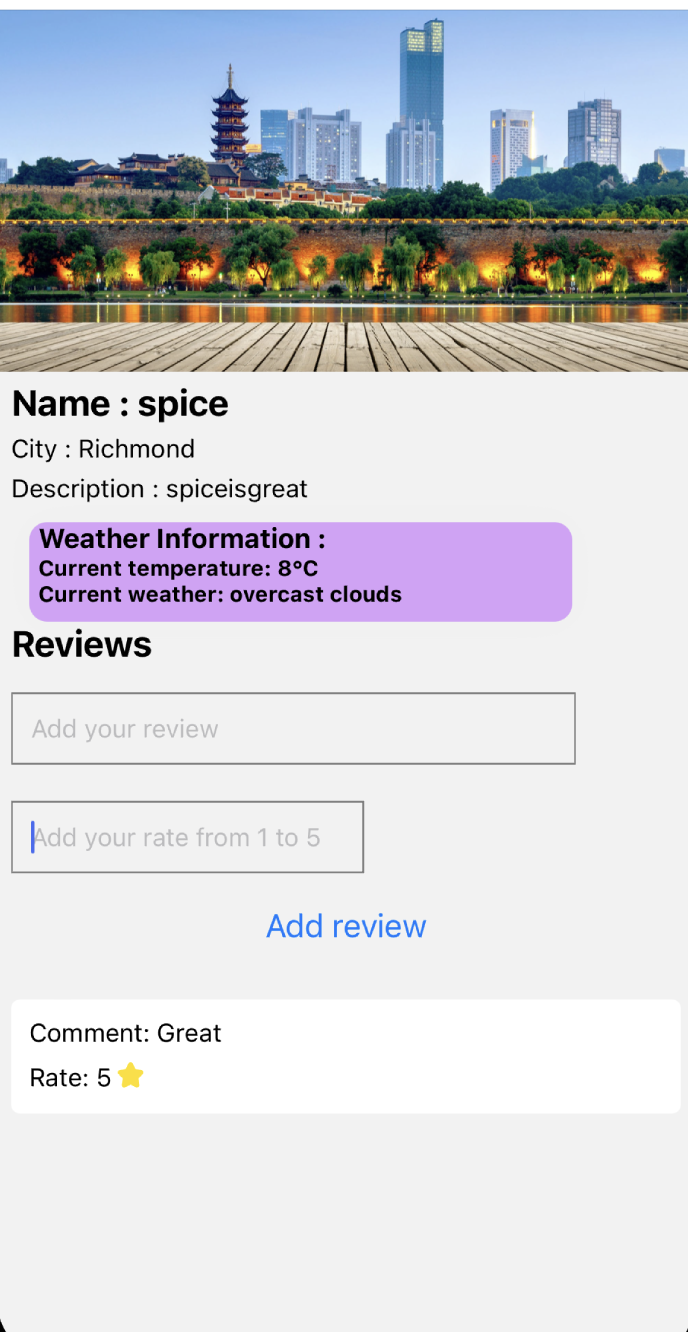 Name : spice
City : Richmond
Description : spiceisgreat
Weather Information :
Current temperature: 8°C
Current weather: overcast clouds
Reviews
Add your review
Add your rate from 1 to 5
Add review
Comment: Great
Rate: 5